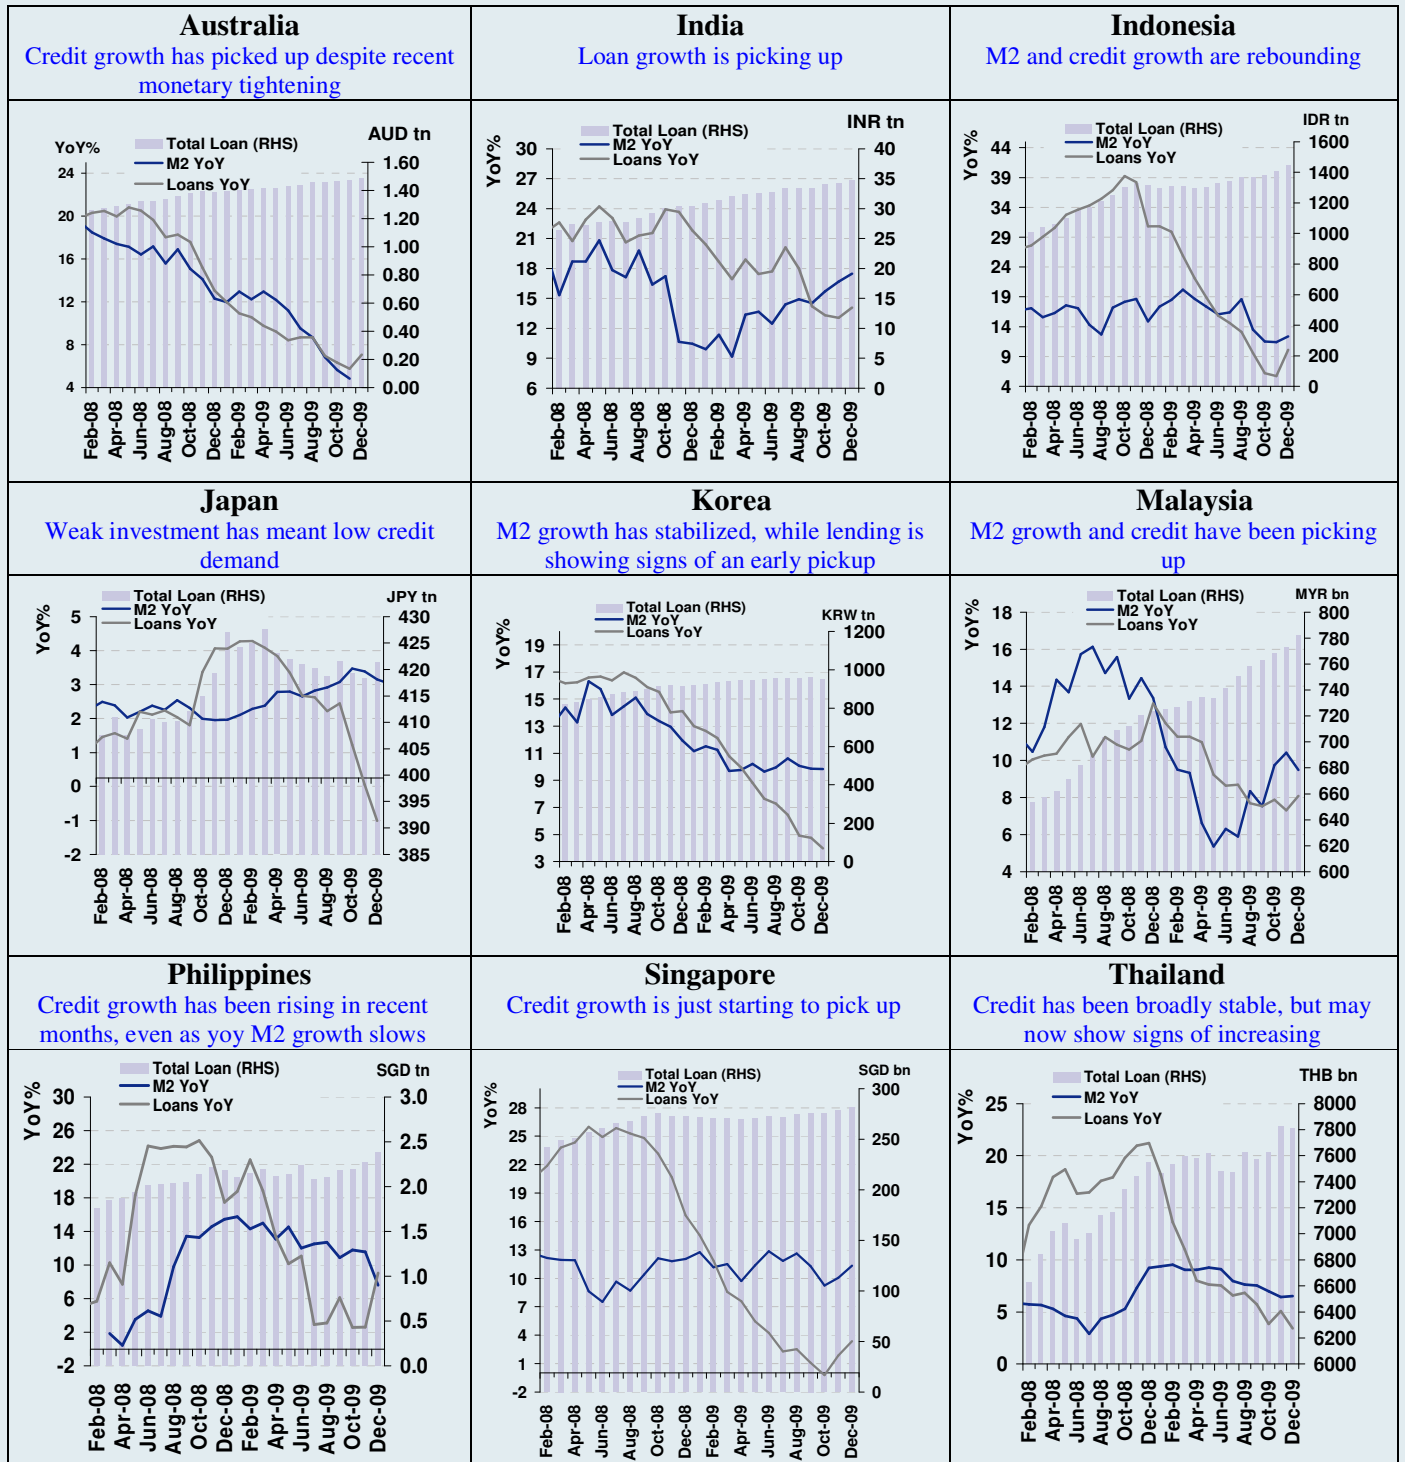 Australia
Credit growth has picked up despite recent
monetary tightening
India
Loan growth is picking up
Indonesia
M2 and credit growth are rebounding
YoY%
Total Loan (RHS)
M2 YoY
Loans YoY
AUD tn
24
20
16
12
8
4
1.60
1.40
1.20
1.00
0.80
0.60
0.40
0.20
0.00
Feb-08
Apr-08
Jun-08
Aug-08
Oct-08
Dec-08
Feb-09
Apr-09
Jun-09
Aug-09
Oct-09
Dec-09
YoY%
Total Loan (RHS)
M2 YoY
Loans YoY
INR tn
30
27
24
21
18
15
12
9
6
40
35
30
25
20
15
10
5
0
Feb-08
Apr-08
Jun-08
Aug-08
Oct-08
Dec-08
Feb-09
Apr-09
Jun-09
Aug-09
Oct-09
Dec-09
YoY%
Total Loan (RHS)
M2 YoY
Loans YoY
IDR tn
44
39
34
29
24
19
14
9
4
1600
1400
1200
1000
800
600
400
200
0
Feb-08
Apr-08
Jun-08
Aug-08
Oct-08
Dec-08
Feb-09
Apr-09
Jun-09
Aug-09
Oct-09
Dec-09
Japan
Weak investment has meant low credit
demand
Korea
M2 growth has stabilized, while lending is
showing signs of an early pickup
Malaysia
M2 growth and credit have been picking
up
YoY%
Total Loan (RHS)
M2 YoY
Loans YoY
JPY tn
5
4
3
2
1
0
-1
-2
430
425
420
415
410
405
400
395
390
385
Feb-08
Apr-08
Jun-08
Aug-08
Oct-08
Dec-08
Feb-09
Apr-09
Jun-09
Aug-09
Oct-09
Dec-09
YoY%
Total Loan (RHS)
M2 YoY
Loans YoY
KRW tn
19
17
15
13
11
9
7
5
3
1200
1000
800
600
400
200
0
Feb-08
Apr-08
Jun-08
Aug-08
Oct-08
Dec-08
Feb-09
Apr-09
Jun-09
Aug-09
Oct-09
Dec-09
YoY%
Total Loan (RHS)
M2 YoY
Loans YoY
MYR bn
18
16
14
12
10
8
6
4
800
780
760
740
720
700
680
660
640
620
600
Feb-08
Apr-08
Jun-08
Aug-08
Oct-08
Dec-08
Feb-09
Apr-09
Jun-09
Aug-09
Oct-09
Dec-09
Philippines
Credit growth has been rising in recent
months, even as yoy M2 growth slows
Singapore
Credit growth is just starting to pick up
Thailand
Credit has been broadly stable, but may
now show signs of increasing
YoY%
Total Loan (RHS)
M2 YoY
Loans YoY
SGD tn
30
26
22
18
14
10
6
2
-2
3.0
2.5
2.0
1.5
1.0
0.5
0.0
Feb-08
Apr-08
Jun-08
Aug-08
Oct-08
Dec-08
Feb-09
Apr-09
Jun-09
Aug-09
Oct-09
Dec-09
YoY%
Total Loan (RHS)
M2 YoY
Loans YoY
SGD bn
28
25
22
19
16
13
10
7
4
1
-2
300
250
200
150
100
50
0
Feb-08
Apr-08
Jun-08
Aug-08
Oct-08
Dec-08
Feb-09
Apr-09
Jun-09
Aug-09
Oct-09
Dec-09
YoY%
Total Loan (RHS)
M2 YoY
Loans YoY
THB bn
25
20
15
10
5
0
8000
7800
7600
7400
7200
7000
6800
6600
6400
6200
6000
Feb-08
Apr-08
Jun-08
Aug-08
Oct-08
Dec-08
Feb-09
Apr-09
Jun-09
Aug-09
Oct-09
Dec-09